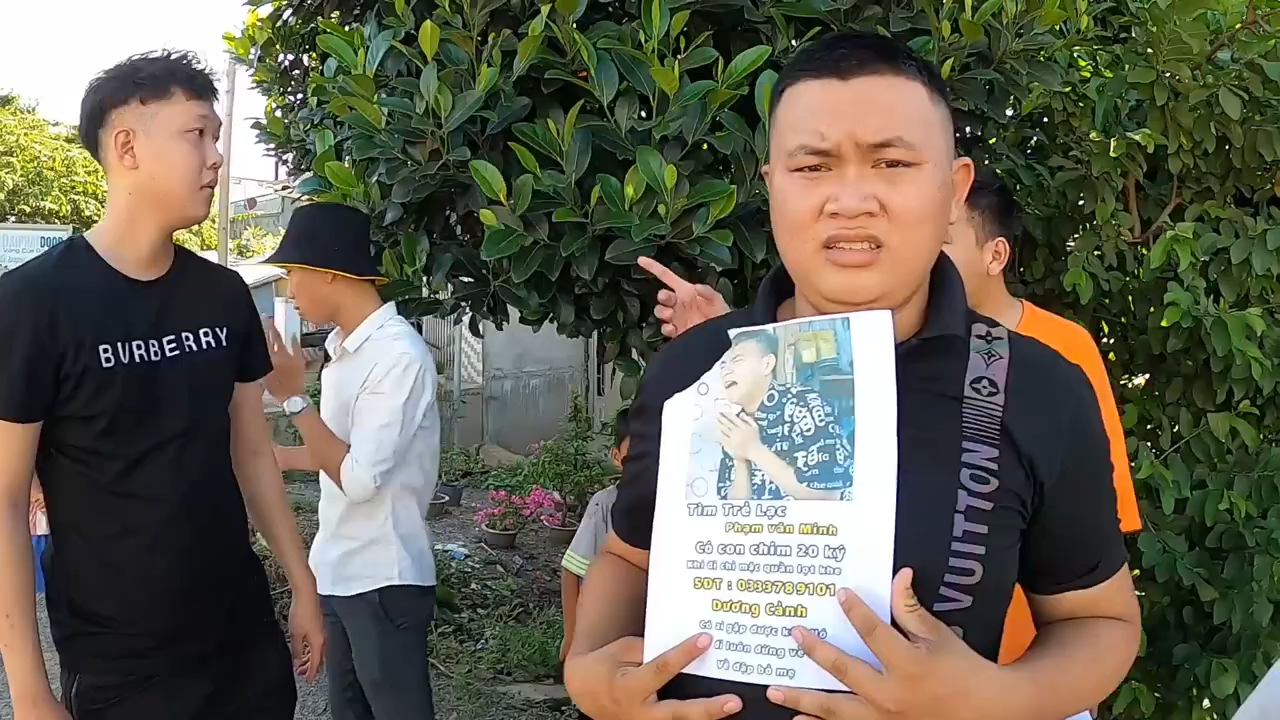 BURBERRY
VUITTON
Tìm Trẻ Lạc
Phạm văn Minh
Có con chim 20 ký
Khi đi chỉ mặc quần lọt khe
SĐT : 0333789101
Dương Cảnh
Có ai gặp được
đi luôn đừng về
Về đập bỏ mẹ